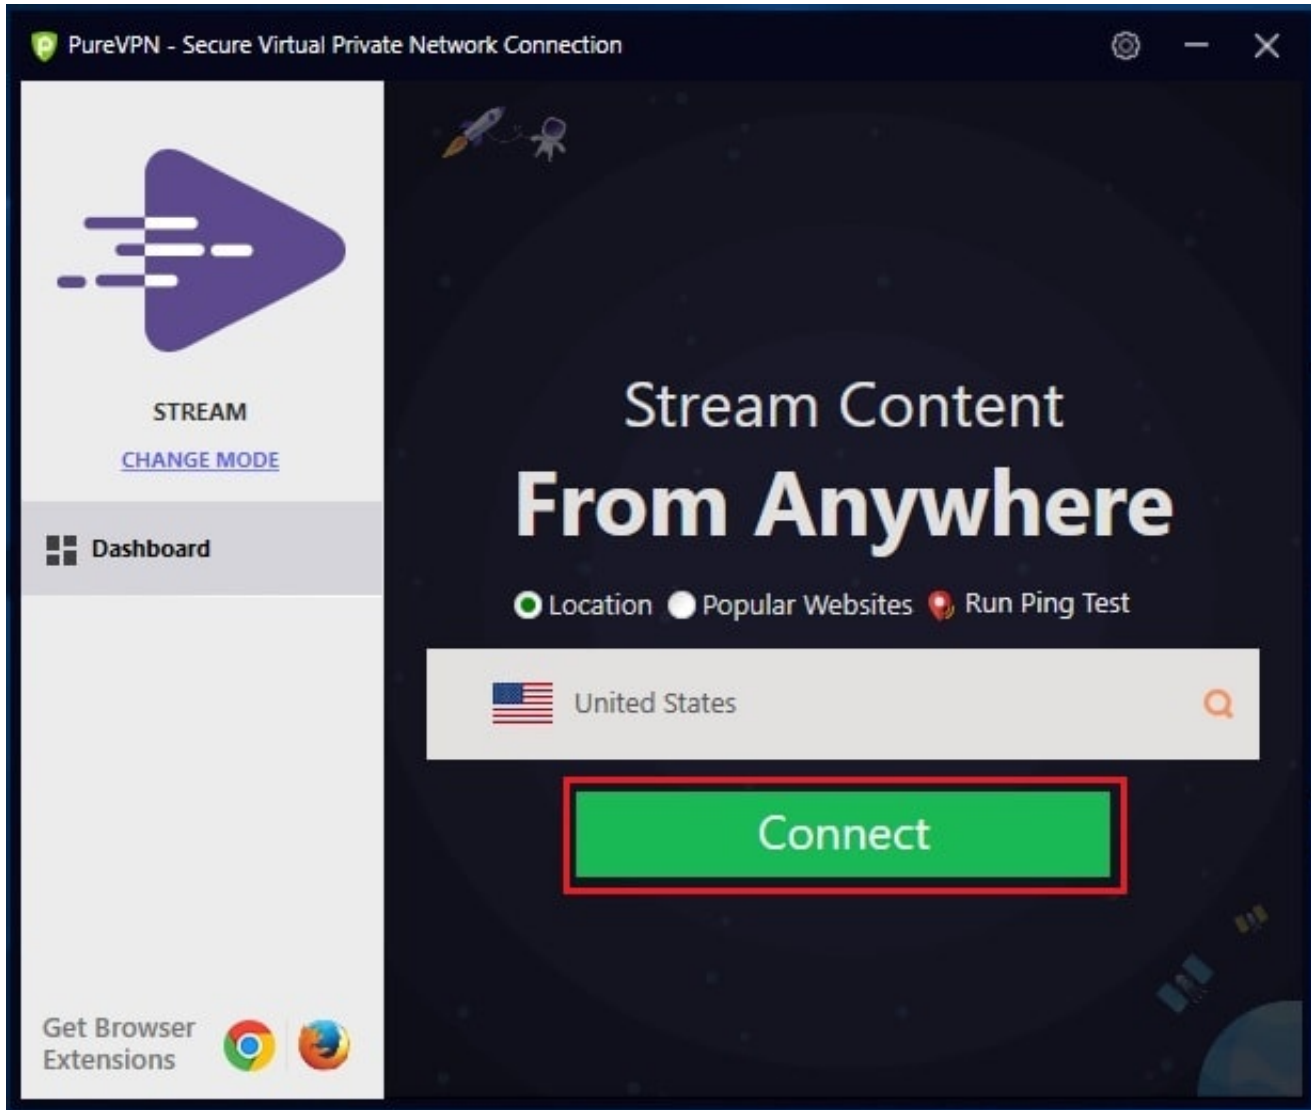 PureVPN - Secure Virtual Private Network Connection
STREAM
CHANGE MODE
Dashboard
Get Browser
Extensions
Stream Content
From Anywhere
Location Popular Websites Run Ping Test
United States
Connect